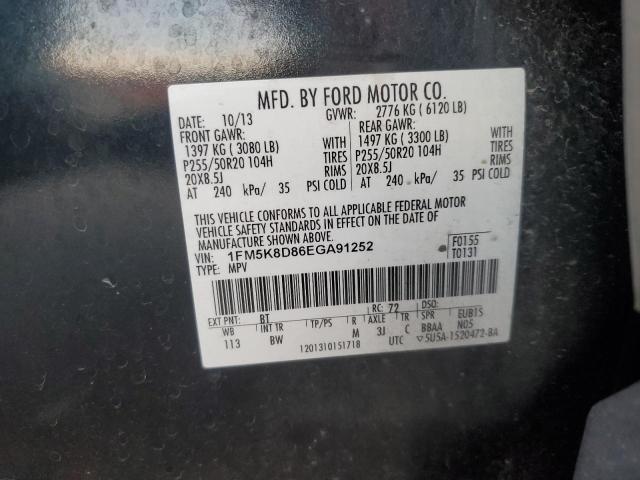 MFD. BY FORD MOTOR CO.
DATE: 10/13 GVWR: 2776 KG ( 6120 LB)
FRONT GAWR: REAR GAWR:
1397 KG ( 3080 LB) WITH 1497 KG ( 3300 LB) WITH
P255/50R20 104H TIRES P255/50R20 104H TIRES
20X8.5J RIMS 20X8.5J RIMS
AT 240 kPa/ 35 PSI COLD AT 240 kPa/ 35 PSI COLD
THIS VEHICLE CONFORMS TO ALL APPLICABLE FEDERAL MOTOR
VEHICLE SAFETY STANDARDS IN EFFECT ON THE DATE OF
MANUFACTURE SHOWN ABOVE.
VIN: 1FM5K8D86EGA91252 F0155
TYPE: MPV T0131
EXT PNT: BT RC: 72 DSO:
WB INT TR TP/PS R AXLE TR SPR EUB1S
113 BW M 3J C BBAA N05
1201310151718 UTC ▽5U5A-1520472-BA